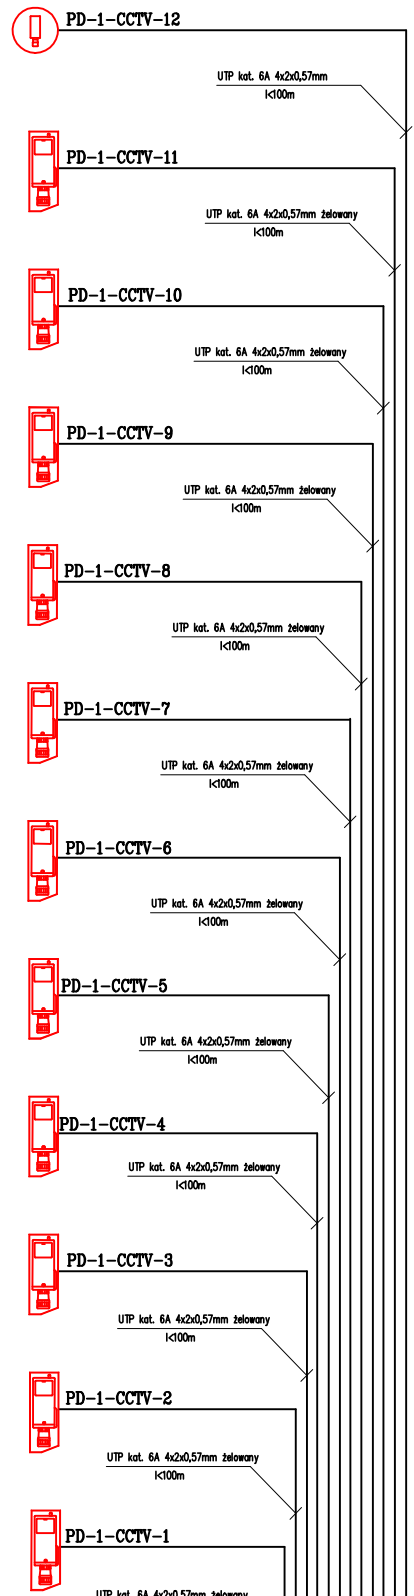 PD-1-CCTV-12
UTP kat. 6A 4x2x0,57mm
l<100m
PD-1-CCTV-11
UTP kat. 6A 4x2x0,57mm żelowany
l<100m
PD-1-CCTV-10
UTP kat. 6A 4x2x0,57mm żelowany
l<100m
PD-1-CCTV-9
UTP kat. 6A 4x2x0,57mm żelowany
l<100m
PD-1-CCTV-8
UTP kat. 6A 4x2x0,57mm żelowany
l<100m
PD-1-CCTV-7
UTP kat. 6A 4x2x0,57mm żelowany
l<100m
PD-1-CCTV-6
UTP kat. 6A 4x2x0,57mm żelowany
l<100m
PD-1-CCTV-5
UTP kat. 6A 4x2x0,57mm żelowany
l<100m
PD-1-CCTV-4
UTP kat. 6A 4x2x0,57mm żelowany
l<100m
PD-1-CCTV-3
UTP kat. 6A 4x2x0,57mm żelowany
l<100m
PD-1-CCTV-2
UTP kat. 6A 4x2x0,57mm żelowany
l<100m
PD-1-CCTV-1
UTP kat. 6A 4x2x0,57mm żelowany